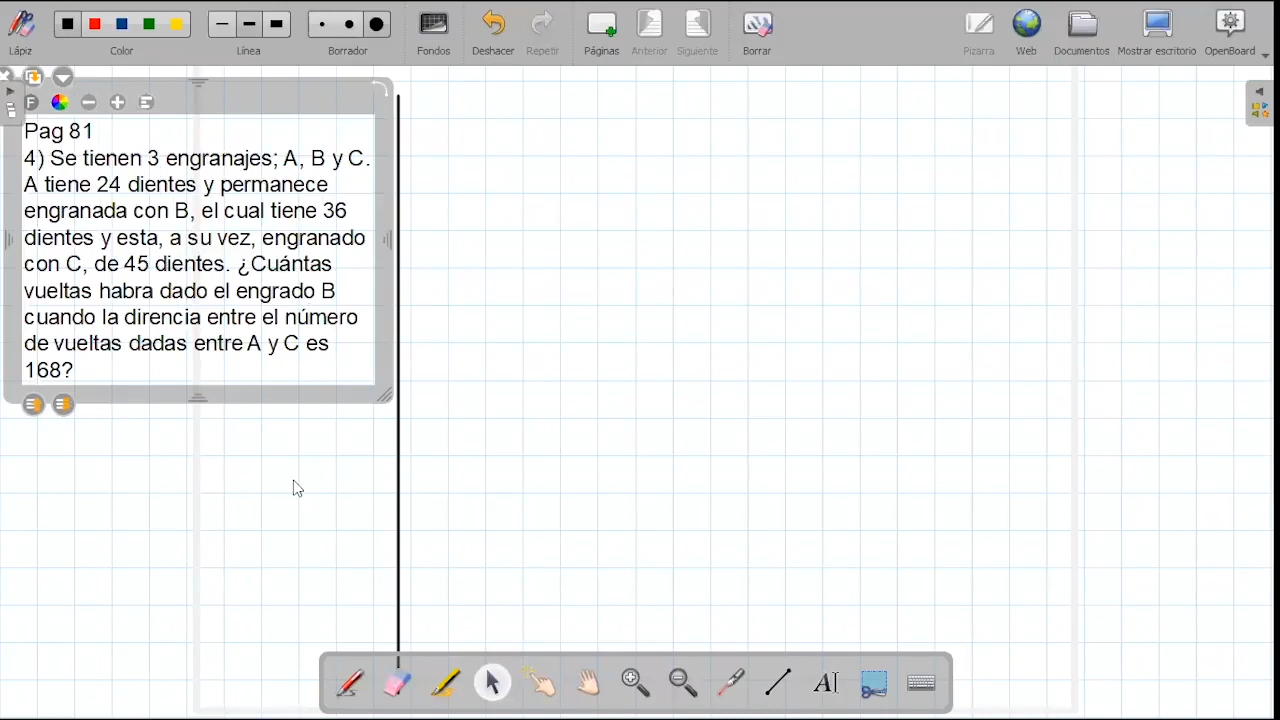 Lápiz
Color
Línea
Borrador
Fondos
Deshacer
Repetir
Páginas
Anterior
Siguiente
Borrar
Pizarra
Web
Documentos
Mostrar escritorio
OpenBoard
F
Pag 81
4) Se tienen 3 engranajes; A, B y C.
A tiene 24 dientes y permanece
engranada con B, el cual tiene 36
dientes y esta, a su vez, engranado
con C, de 45 dientes. ¿Cuántas
vueltas habra dado el engrado B
cuando la direncia entre el número
de vueltas dadas entre A y C es
168?
A